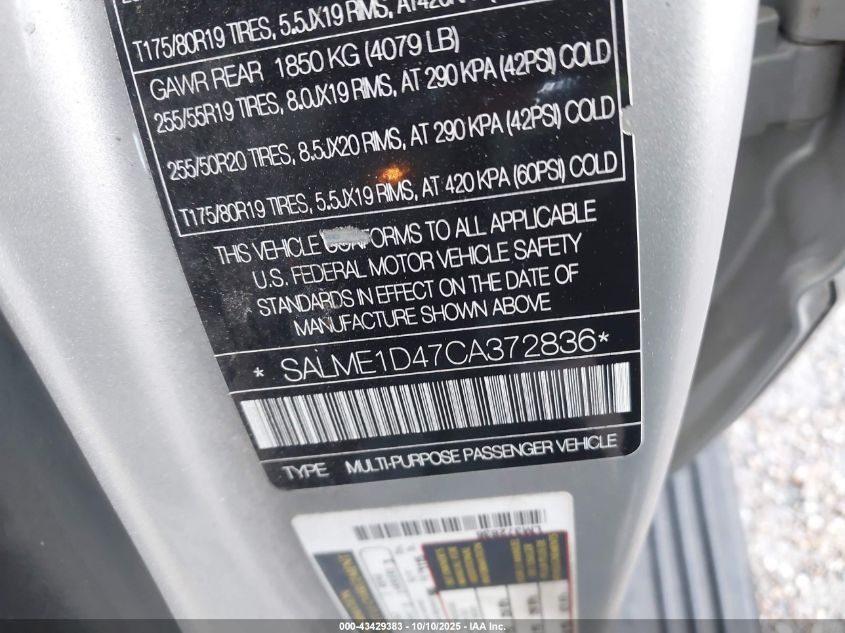 T175/80R19 TIRES, 5.5JX19 RIMS,
GAWR REAR 1850 KG (4079 LB)
255/55R19 TIRES, 8.0JX19 RIMS, AT 290 KPA (42PSI) COLD
255/50R20 TIRES, 8.5JX20 RIMS, AT 290 KPA (42PSI) COLD
T175/80R19 TIRES, 5.5JX19 RIMS, AT 420 KPA (60PSI) COLD
THIS VEHICLE CONFORMS TO ALL APPLICABLE
U.S. FEDERAL MOTOR VEHICLE SAFETY
STANDARDS IN EFFECT ON THE DATE OF
MANUFACTURE SHOWN ABOVE
* SALME1D47CA372836*
TYPE MULTI-PURPOSE PASSENGER VEHICLE
000-43429383 - 10/10/2025 - IAA Inc.